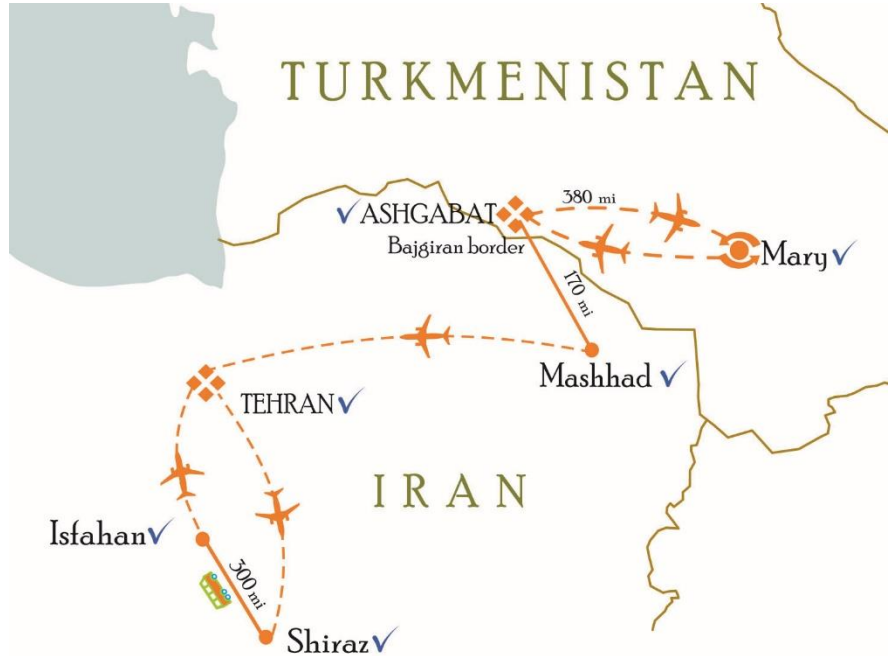 TURKMENISTAN
380 mi
ASHGABAT
Bajgiran border
Mary
170 mi
Mashhad
TEHRAN
IRAN
Isfahan
300 mi
Shiraz